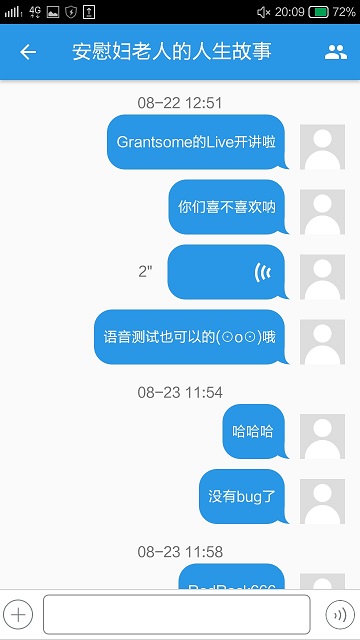 4G 20:09 72%
安慰妇老人的人生故事
08-22 12:51
Grantsome的Live开讲啦
你们喜不喜欢呐
2"
语音测试也可以的(⊙o⊙)哦
08-23 11:54
哈哈哈
没有bug了
08-23 11:58
RedRock666